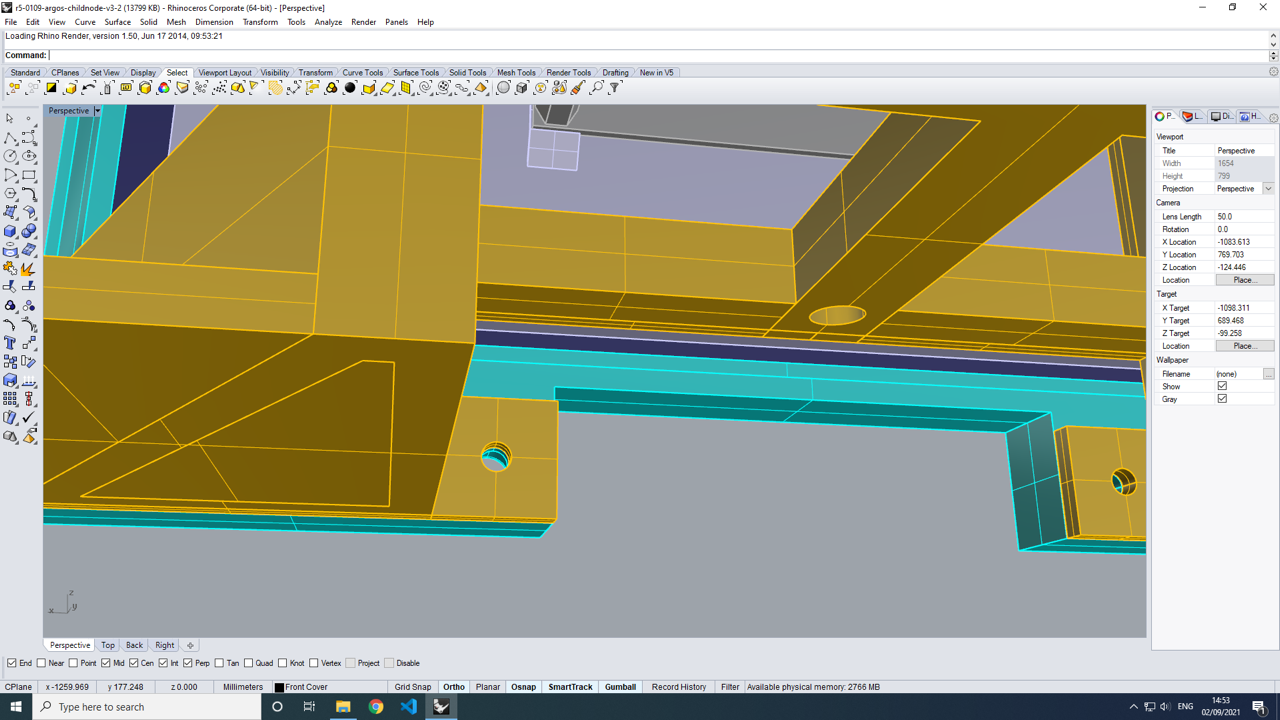 r5-0109-argos-childnode-v3-2 (13799 KB) - Rhinoceros Corporate (64-bit) - [Perspective]
File Edit View Curve Surface Solid Mesh Dimension Transform Tools Analyze Render Panels Help
Loading Rhino Render, version 1.50, Jun 17 2014, 09:53:21
Command:
Standard CPlanes Set View Display Select Viewport Layout Visibility Transform Curve Tools Surface Tools Solid Tools Mesh Tools Render Tools Drafting New in V5
Perspective
P... L... Di... H...
Viewport
Title Perspective
Width 1654
Height 799
Projection Perspective
Camera
Lens Length 50.0
Rotation 0.0
X Location -1083.613
Y Location 769.703
Z Location -124.446
Location Place...
Target
X Target -1098.311
Y Target 689.468
Z Target -99.258
Location Place...
Wallpaper
Filename (none) ...
Show
Gray
z
x y
Perspective Top Back Right
End Near Point Mid Cen Int Perp Tan Quad Knot Vertex Project Disable
CPlane x -1259.969 y 177.248 z 0.000 Millimeters Front Cover Grid Snap Ortho Planar Osnap SmartTrack Gumball Record History Filter Available physical memory: 2766 MB
Type here to search
ENG
14:53
02/09/2021
1